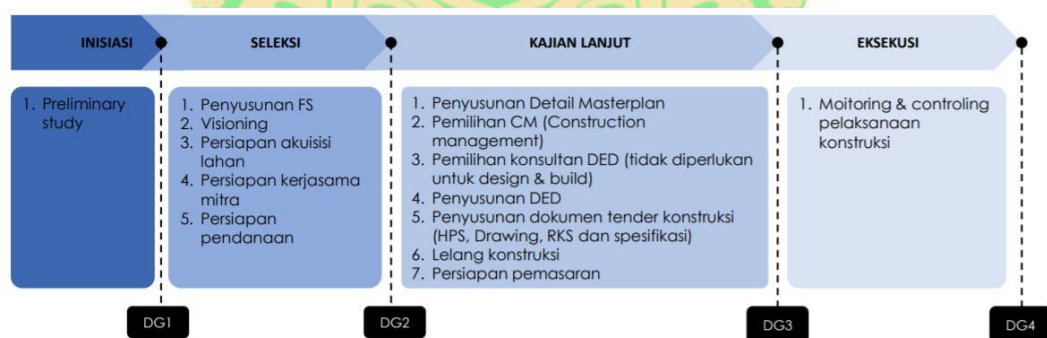 INISIASI
SELEKSI
KAJIAN LANJUT
EKSEKUSI
1. Preliminary
study
1. Penyusunan FS
2. Visioning
3. Persiapan akuisisi
lahan
4. Persiapan kerjasama
mitra
5. Persiapan
pendanaan
1. Penyusunan Detail Masterplan
2. Pemilihan CM (Construction
management)
3. Pemilihan konsultan DED (tidak diperlukan
untuk design & build)
4. Penyusunan DED
5. Penyusunan dokumen tender konstruksi
(HPS, Drawing, RKS dan spesifikasi)
6. Lelang konstruksi
7. Persiapan pemasaran
1. Moitoring & controling
pelaksanaan
konstruksi
DG1
DG2
DG3
DG4